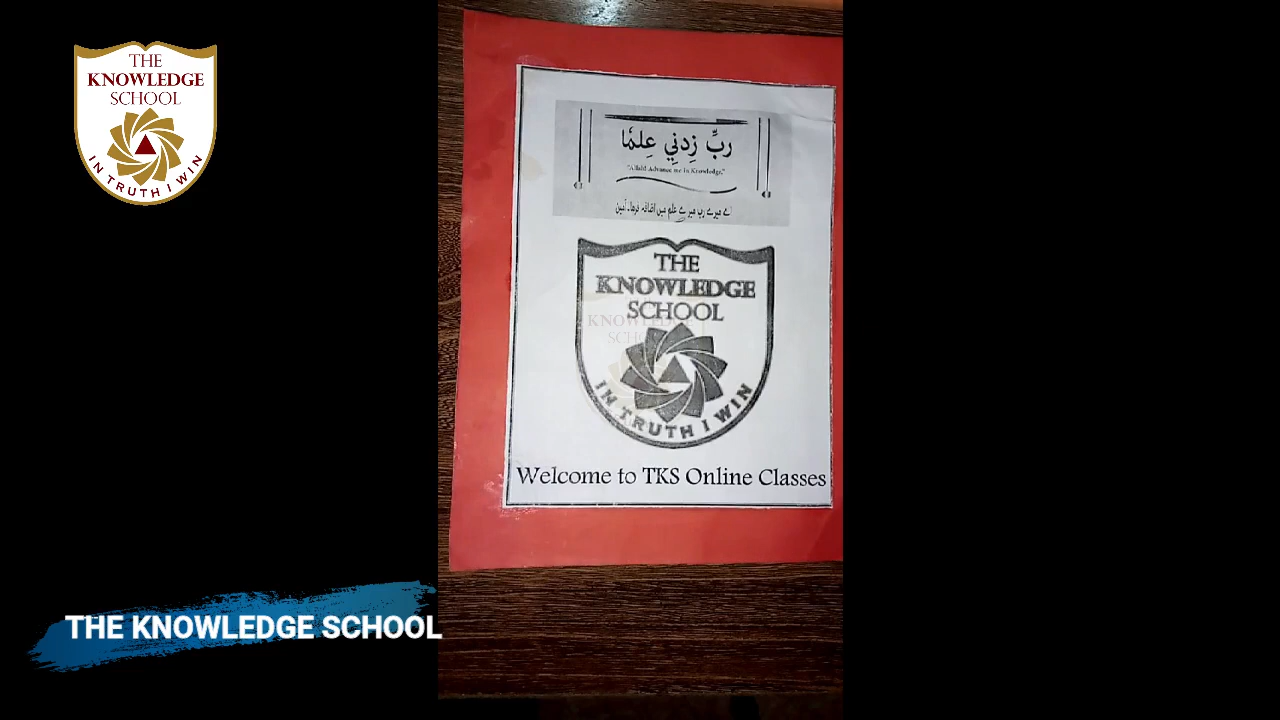 THE
KNOWLEDGE
SCHOOL
IN TRUTH I WIN
رَبِّ زِدنِي عِلمًا
"Allah! Advance me in Knowledge."
اے میرے رب میرے علم میں اضافہ فرما۔ آمین
THE
KNOWLEDGE
SCHOOL
IN TRUTH I WIN
KNOWLEDGE
Welcome to TKS Online Classes
THE KNOWLEDGE SCHOOL